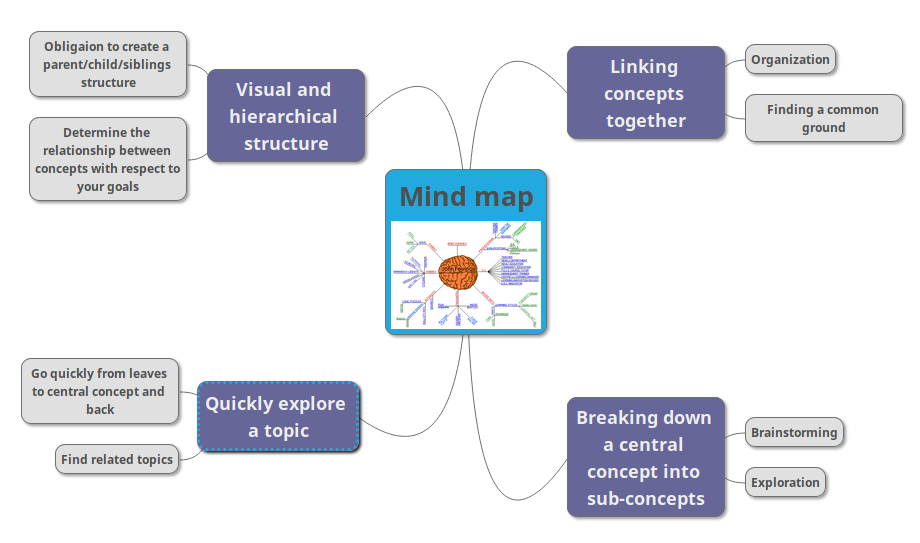 Mind map
Visual and
hierarchical
structure
Obligaion to create a
parent/child/siblings
structure
Determine the
relationship between
concepts with respect to
your goals
Linking
concepts
together
Organization
Finding a common
ground
Quickly explore
a topic
Go quickly from leaves
to central concept and
back
Find related topics
Breaking down
a central
concept into
sub-concepts
Brainstorming
Exploration